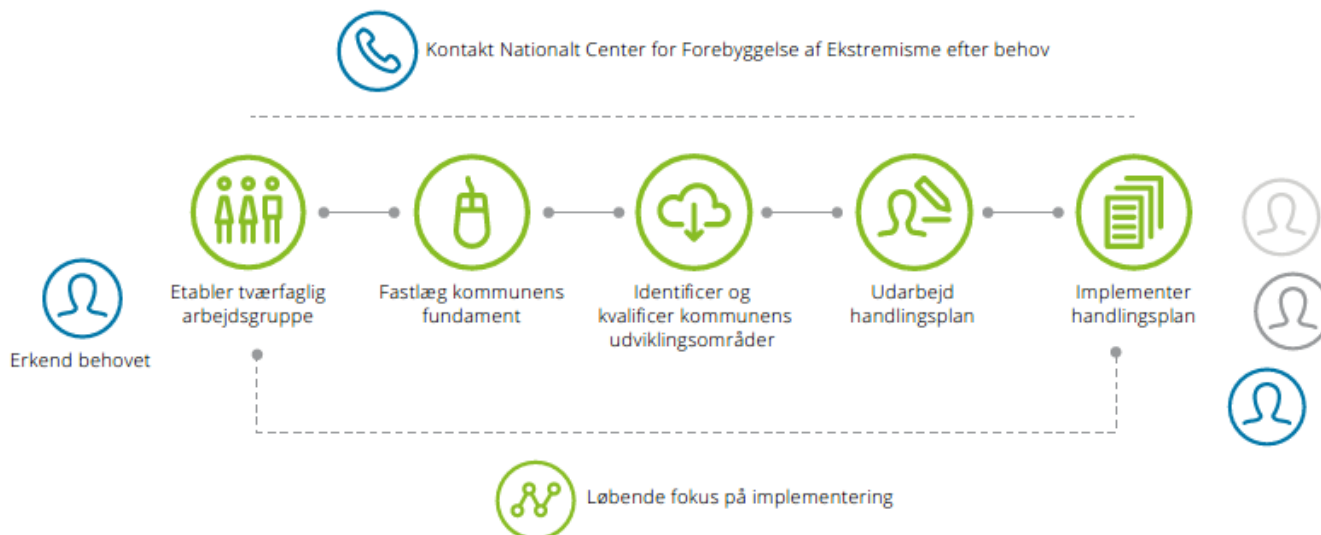 Kontakt Nationalt Center for Forebyggelse af Ekstremisme efter behov
Erkend behovet
Etabler tværfaglig
arbejdsgruppe
Fastlæg kommunens
fundament
Identificer og
kvalificer kommunens
udviklingsområder
Udarbejd
handlingsplan
Implementer
handlingsplan
Løbende fokus på implementering